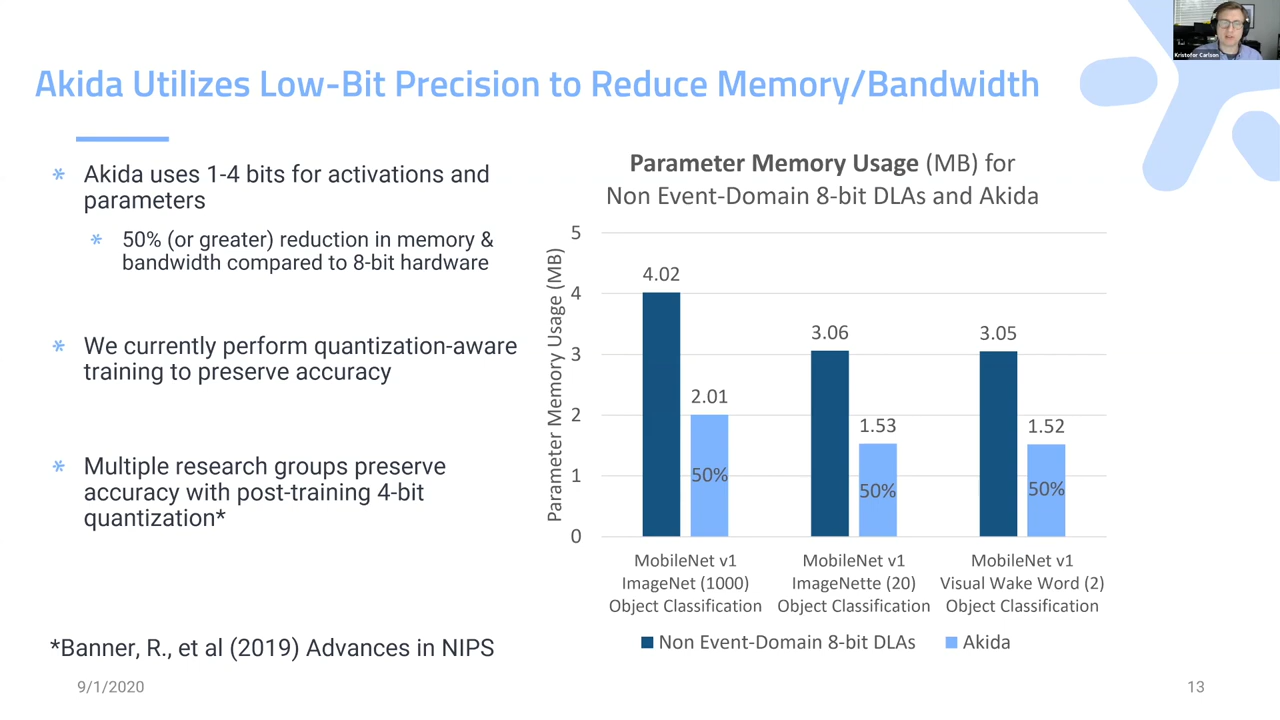 Kristofor Carlson
Akida Utilizes Low-Bit Precision to Reduce Memory/Bandwidth
* Akida uses 1-4 bits for activations and
parameters
* 50% (or greater) reduction in memory &
bandwidth compared to 8-bit hardware
* We currently perform quantization-aware
training to preserve accuracy
* Multiple research groups preserve
accuracy with post-training 4-bit
quantization*
*Banner, R., et al (2019) Advances in NIPS
Parameter Memory Usage (MB) for
Non Event-Domain 8-bit DLAs and Akida
Parameter Memory Usage (MB)
5
4
3
2
1
0
4.02
2.01
50%
3.06
1.53
50%
3.05
1.52
50%
MobileNet v1
ImageNet (1000)
Object Classification
MobileNet v1
ImageNette (20)
Object Classification
MobileNet v1
Visual Wake Word (2)
Object Classification
Non Event-Domain 8-bit DLAs
Akida
9/1/2020
13